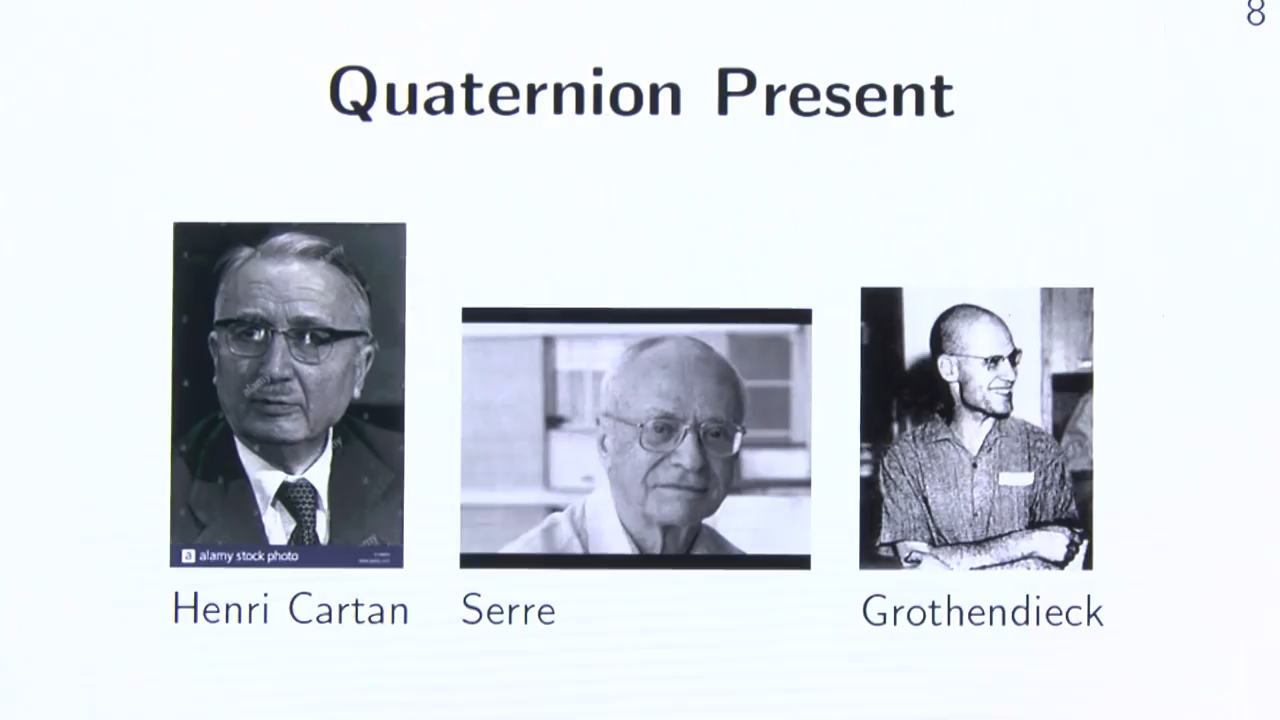 8
Quaternion Present
a alamy stock photo
Henri Cartan
Serre
Grothendieck